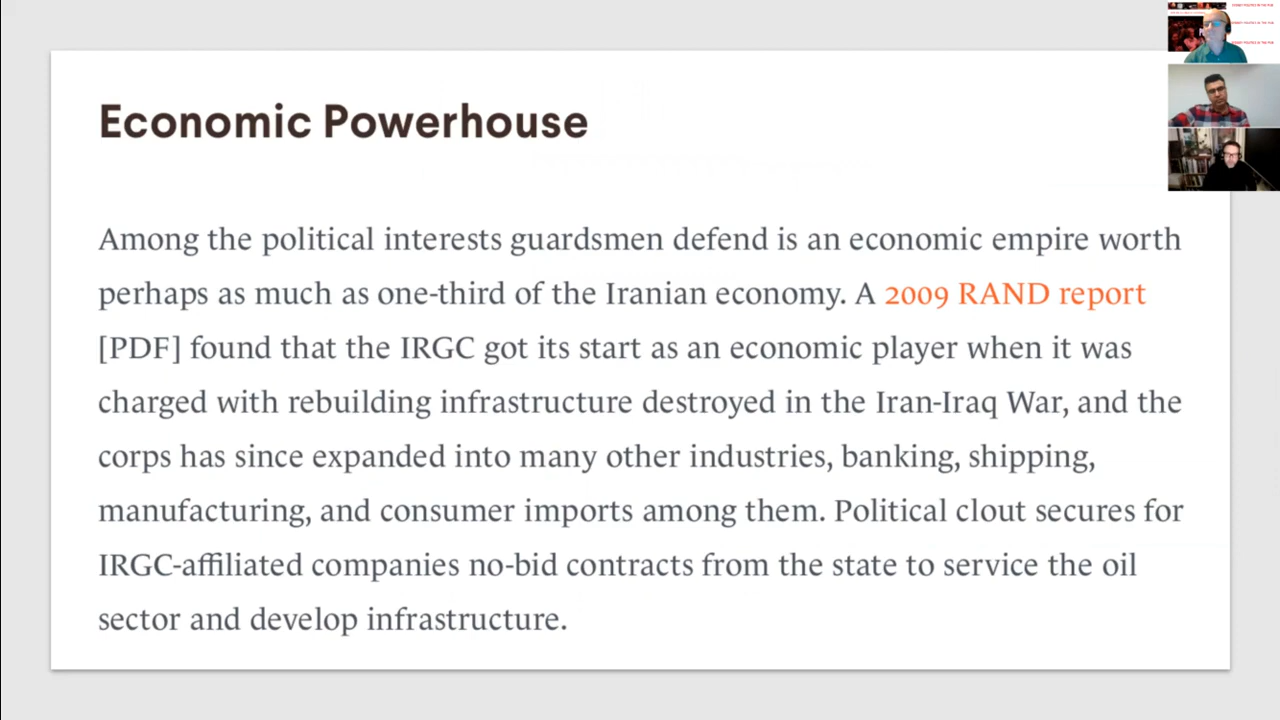 Economic Powerhouse
Among the political interests guardsmen defend is an economic empire worth
perhaps as much as one-third of the Iranian economy. A 2009 RAND report
[PDF] found that the IRGC got its start as an economic player when it was
charged with rebuilding infrastructure destroyed in the Iran-Iraq War, and the
corps has since expanded into many other industries, banking, shipping,
manufacturing, and consumer imports among them. Political clout secures for
IRGC-affiliated companies no-bid contracts from the state to service the oil
sector and develop infrastructure.